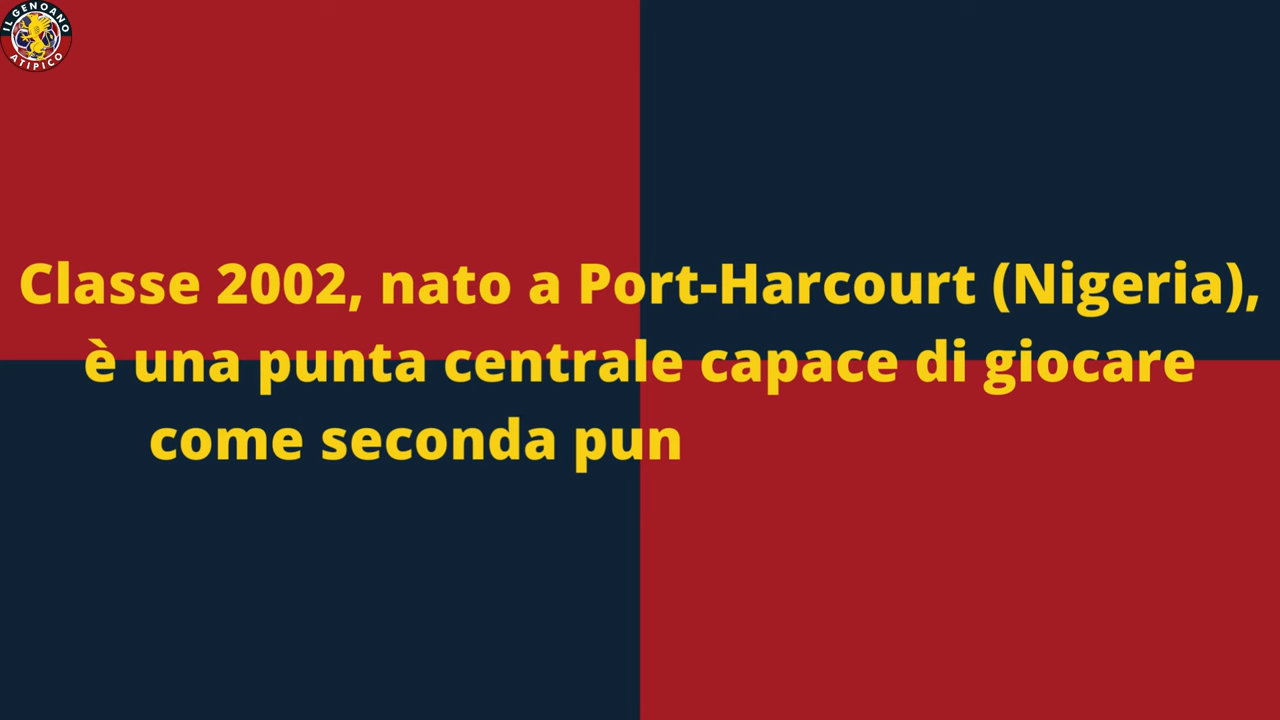 IL GENOANO
ATIPICO
Classe 2002, nato a Port-Harcourt (Nigeria),
è una punta centrale capace di giocare
come seconda pun